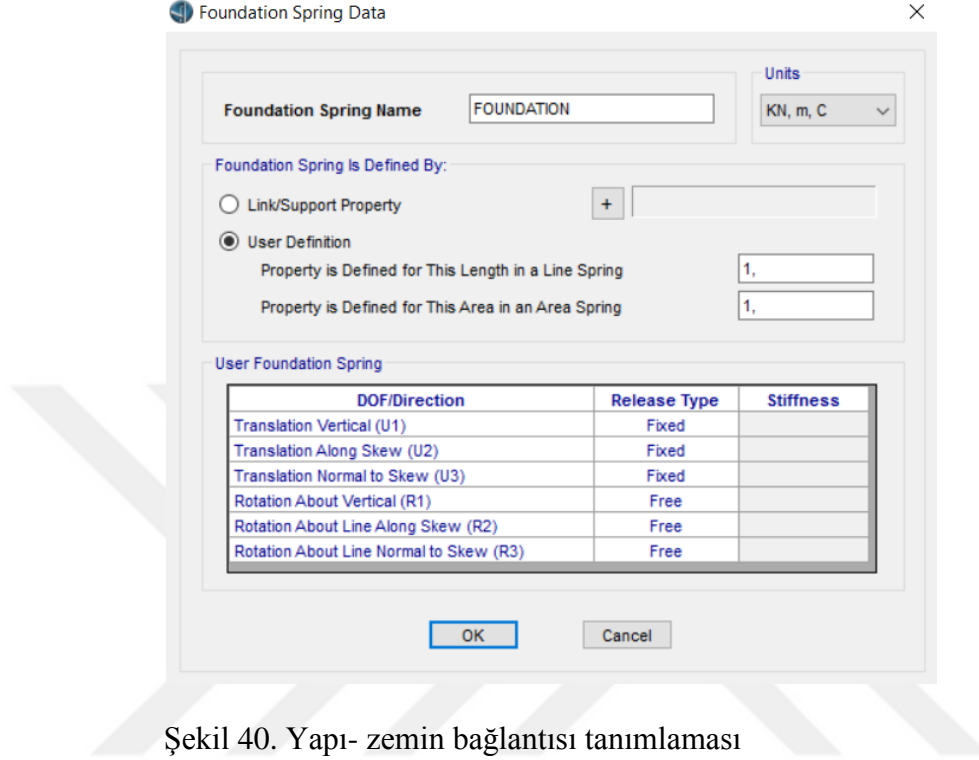 Foundation Spring Data
Units
Foundation Spring Name FOUNDATION KN, m, C
Foundation Spring Is Defined By:
Link/Support Property +
User Definition
Property is Defined for This Length in a Line Spring 1,
Property is Defined for This Area in an Area Spring 1,
User Foundation Spring
DOF/Direction Release Type Stiffness
Translation Vertical (U1) Fixed
Translation Along Skew (U2) Fixed
Translation Normal to Skew (U3) Fixed
Rotation About Vertical (R1) Free
Rotation About Line Along Skew (R2) Free
Rotation About Line Normal to Skew (R3) Free
OK Cancel
Şekil 40. Yapı- zemin bağlantısı tanımlaması